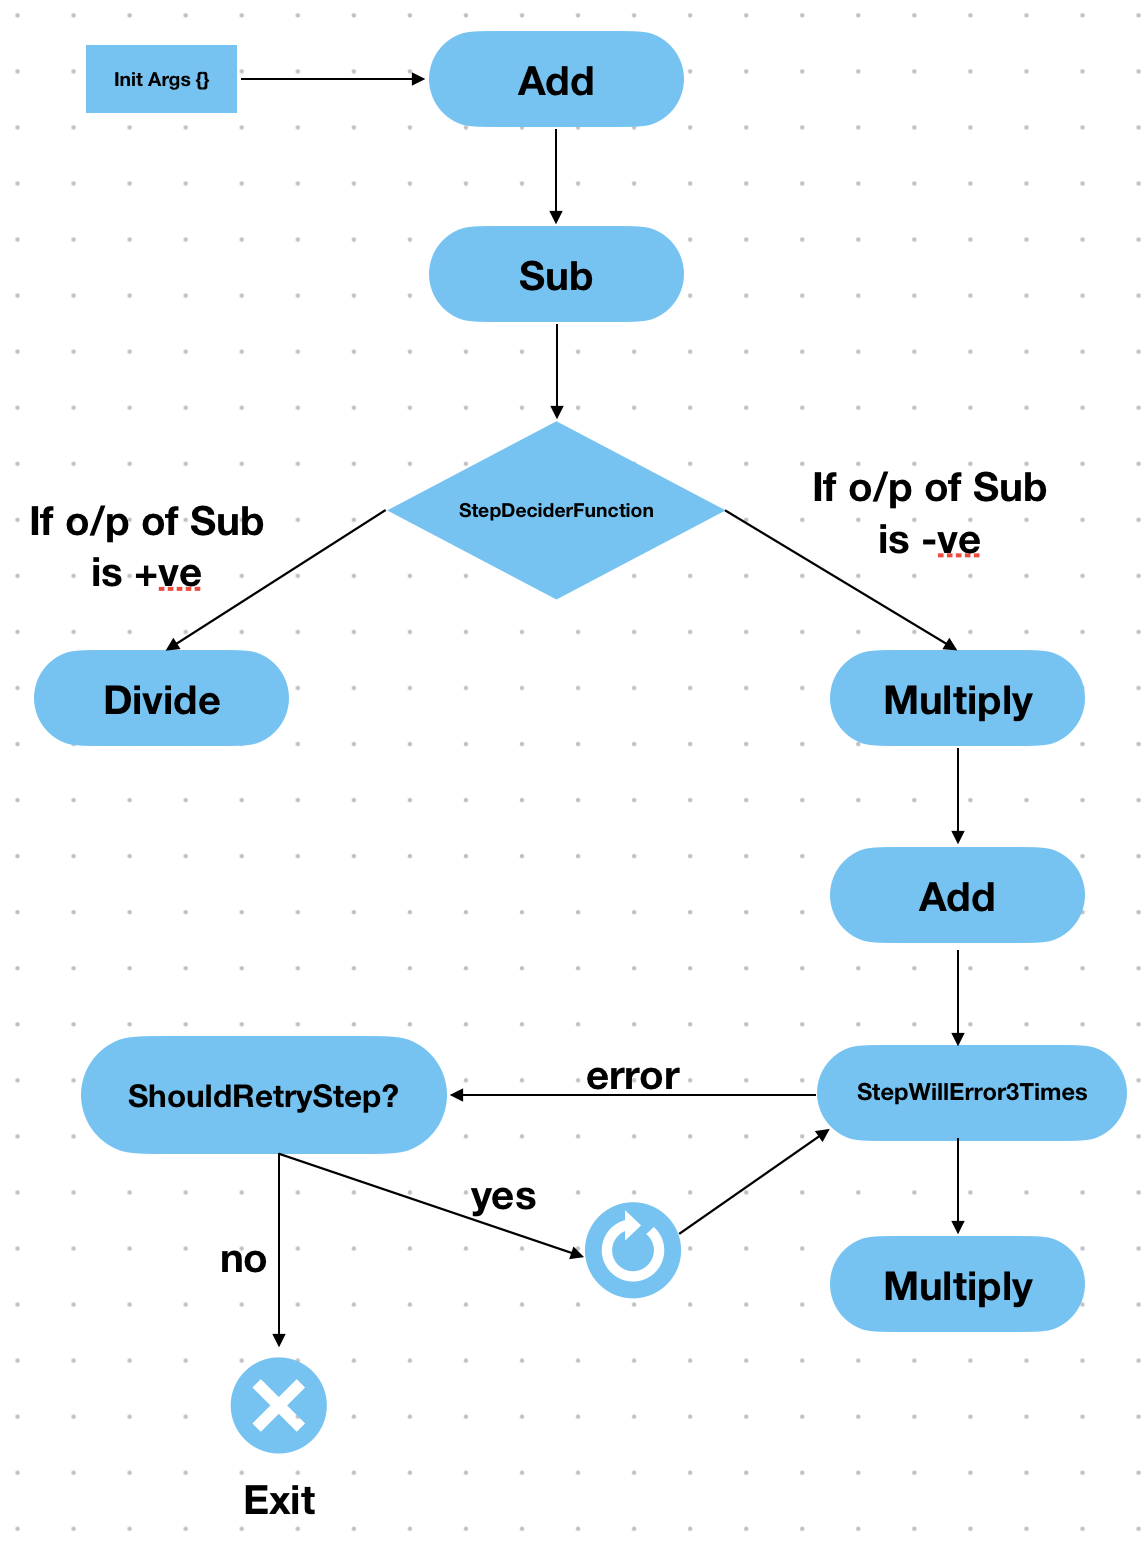 Init Args {}
Add
Sub
StepDeciderFunction
If o/p of Sub
is +ve
If o/p of Sub
is -ve
Divide
Multiply
Add
ShouldRetryStep?
error
StepWillError3Times
yes
no
Multiply
Exit